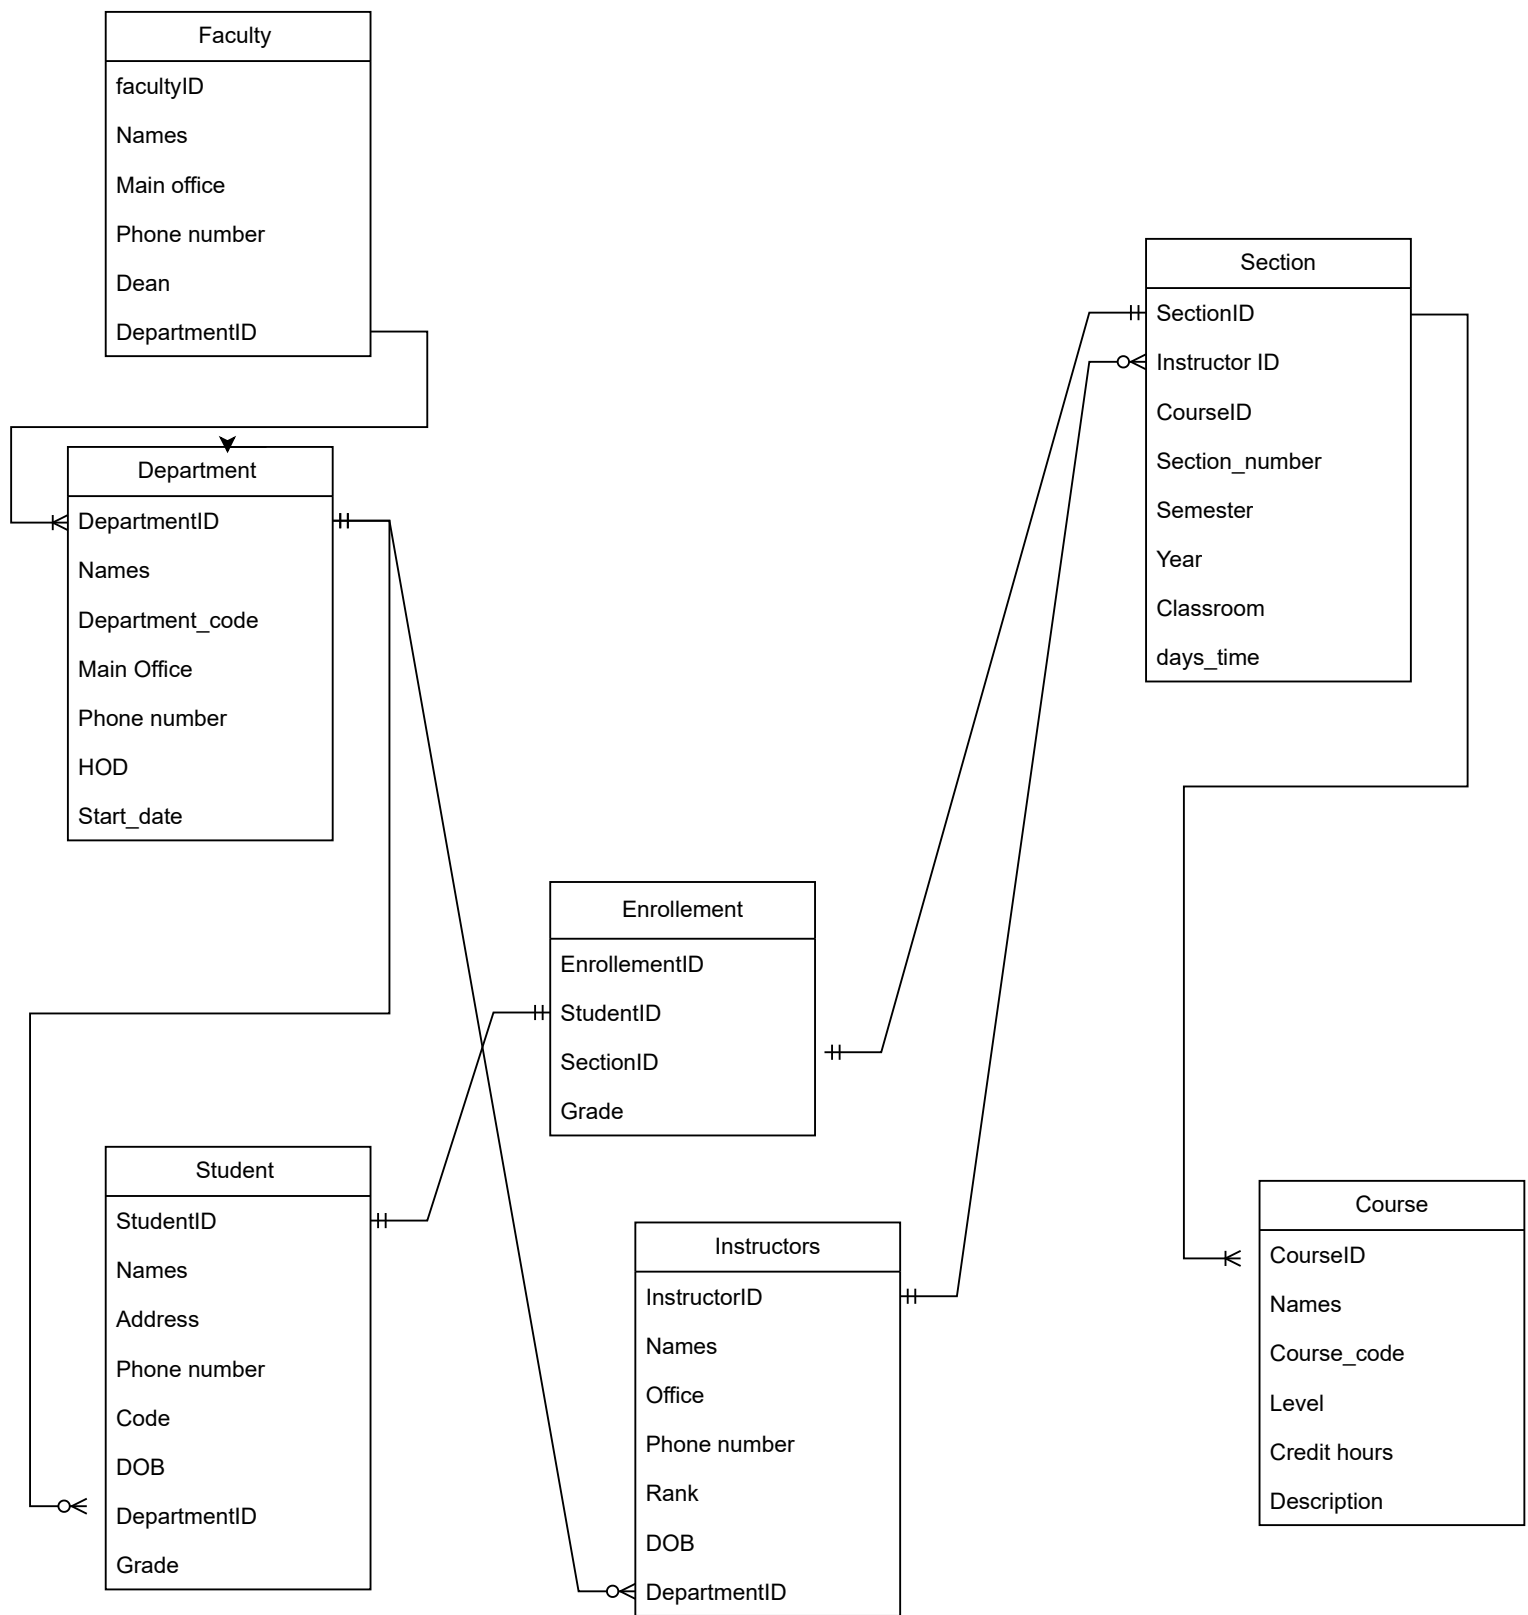 Faculty
facultyID
Names
Main office
Phone number
Dean
DepartmentID
Department
DepartmentID
Names
Department_code
Main Office
Phone number
HOD
Start_date
Section
SectionID
Instructor ID
CourseID
Section_number
Semester
Year
Classroom
days_time
Enrollement
EnrollementID
StudentID
SectionID
Grade
Student
StudentID
Names
Address
Phone number
Code
DOB
DepartmentID
Grade
Instructors
InstructorID
Names
Office
Phone number
Rank
DOB
DepartmentID
Course
CourseID
Names
Course_code
Level
Credit hours
Description